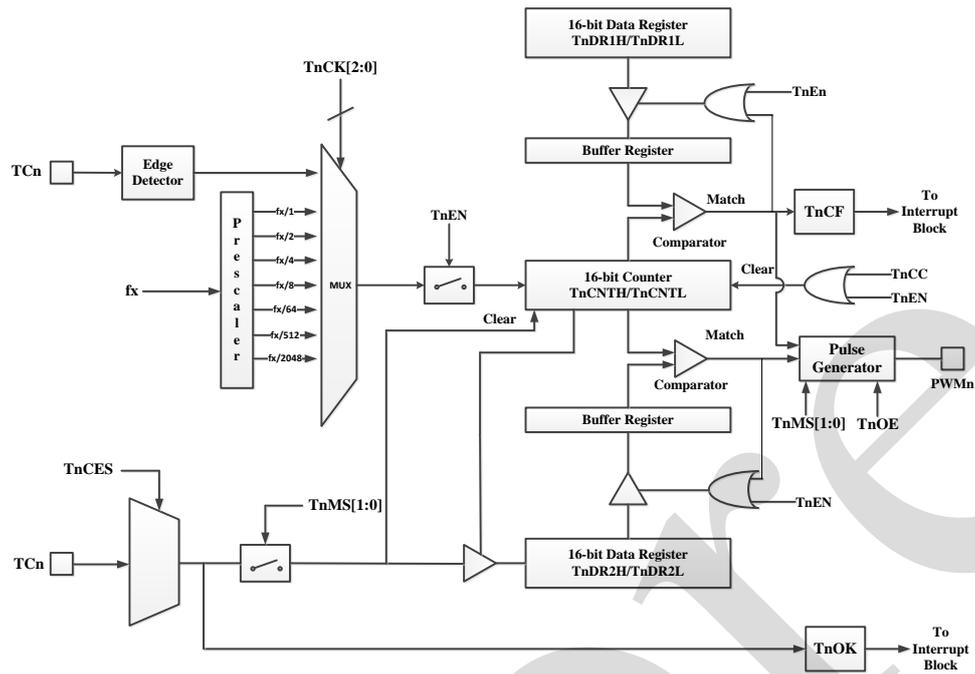 16-bit Data Register
TnDR1H/TnDR1L
TnCK[2:0]
TnEn
TCn
Edge
Detector
Buffer Register
Match
Comparator
TnCF
To
Interrupt
Block
Prescaler
fx/1
fx/2
fx/4
fx/8
fx/64
fx/512
fx/2048
fx
MUX
TnEN
16-bit Counter
TnCNTH/TnCNTL
Clear
Clear
TnCC
TnEN
Match
Comparator
Pulse
Generator
PWMn
TnMS[1:0]
TnOE
Buffer Register
TnCES
TnMS[1:0]
TnEN
TCn
16-bit Data Register
TnDR2H/TnDR2L
TnOK
To
Interrupt
Block